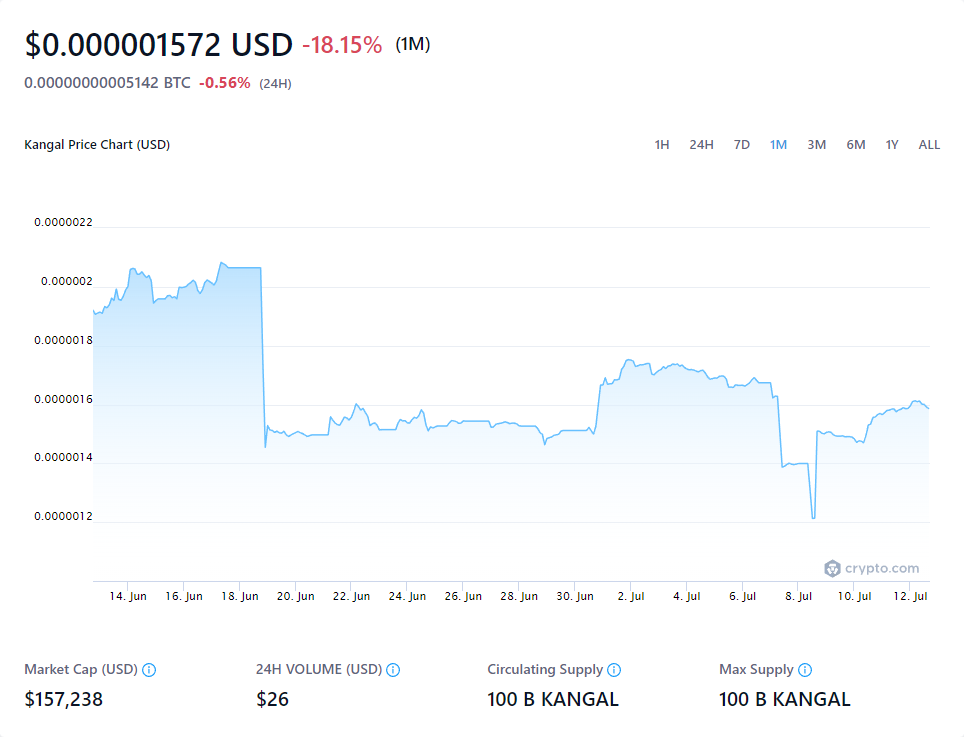 $0.000001572 USD -18.15% (1M)
0.00000000005142 BTC -0.56% (24H)
Kangal Price Chart (USD)
1H 24H 7D 1M 3M 6M 1Y ALL
0.0000022
0.000002
0.0000018
0.0000016
0.0000014
0.0000012
crypto.com
14. Jun 16. Jun 18. Jun 20. Jun 22. Jun 24. Jun 26. Jun 28. Jun 30. Jun 2. Jul 4. Jul 6. Jul 8. Jul 10. Jul 12. Jul
Market Cap (USD) 24H VOLUME (USD) Circulating Supply Max Supply
$157,238 $26 100 B KANGAL 100 B KANGAL